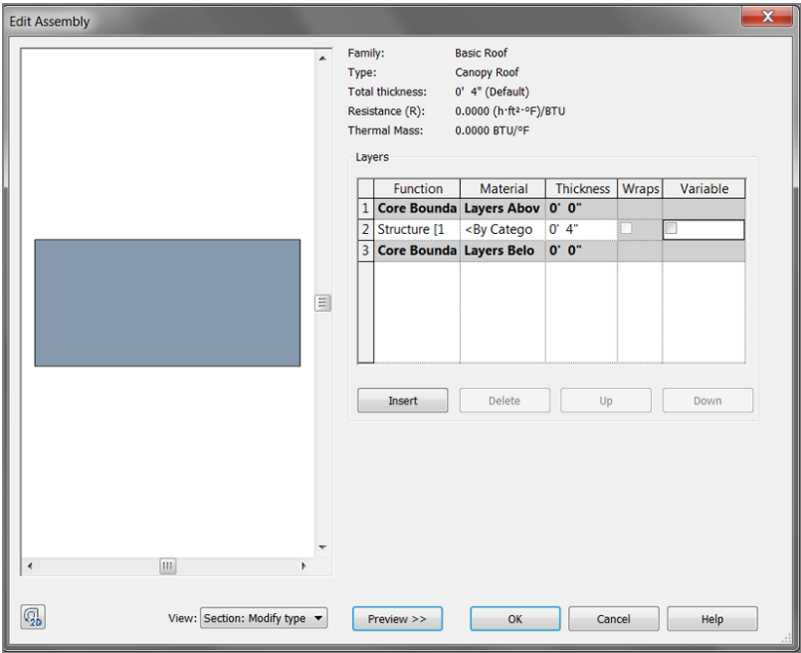 Edit Assembly
Family: Basic Roof
Type: Canopy Roof
Total thickness: 0' 4" (Default)
Resistance (R): 0.0000 (h·ft²·°F)/BTU
Thermal Mass: 0.0000 BTU/°F
Layers
Function Material Thickness Wraps Variable
1 Core Bounda Layers Abov 0' 0"
2 Structure [1 <By Catego 0' 4"
3 Core Bounda Layers Belo 0' 0"
Insert Delete Up Down
2D View: Section: Modify type Preview >> OK Cancel Help